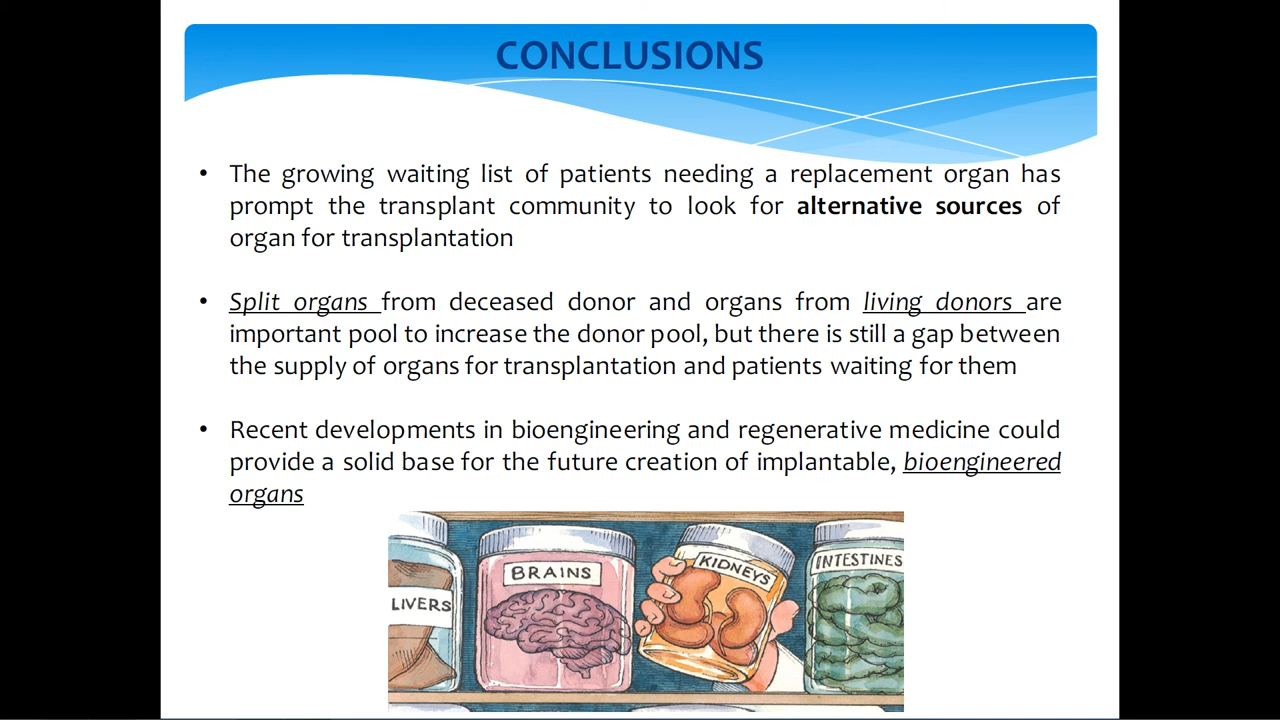 CONCLUSIONS
• The growing waiting list of patients needing a replacement organ has
prompt the transplant community to look for alternative sources of
organ for transplantation
• Split organs from deceased donor and organs from living donors are
important pool to increase the donor pool, but there is still a gap between
the supply of organs for transplantation and patients waiting for them
• Recent developments in bioengineering and regenerative medicine could
provide a solid base for the future creation of implantable, bioengineered
organs
LIVERS
BRAINS
KIDNEYS
INTESTINES